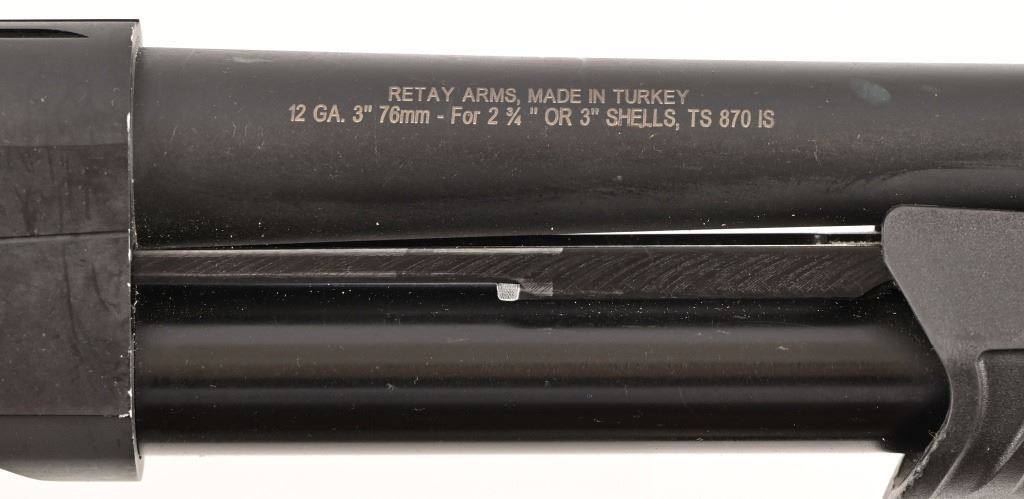 RETAY ARMS, MADE IN TURKEY
12 GA. 3" 76mm - For 2 ¾ " OR 3" SHELLS, TS 870 IS